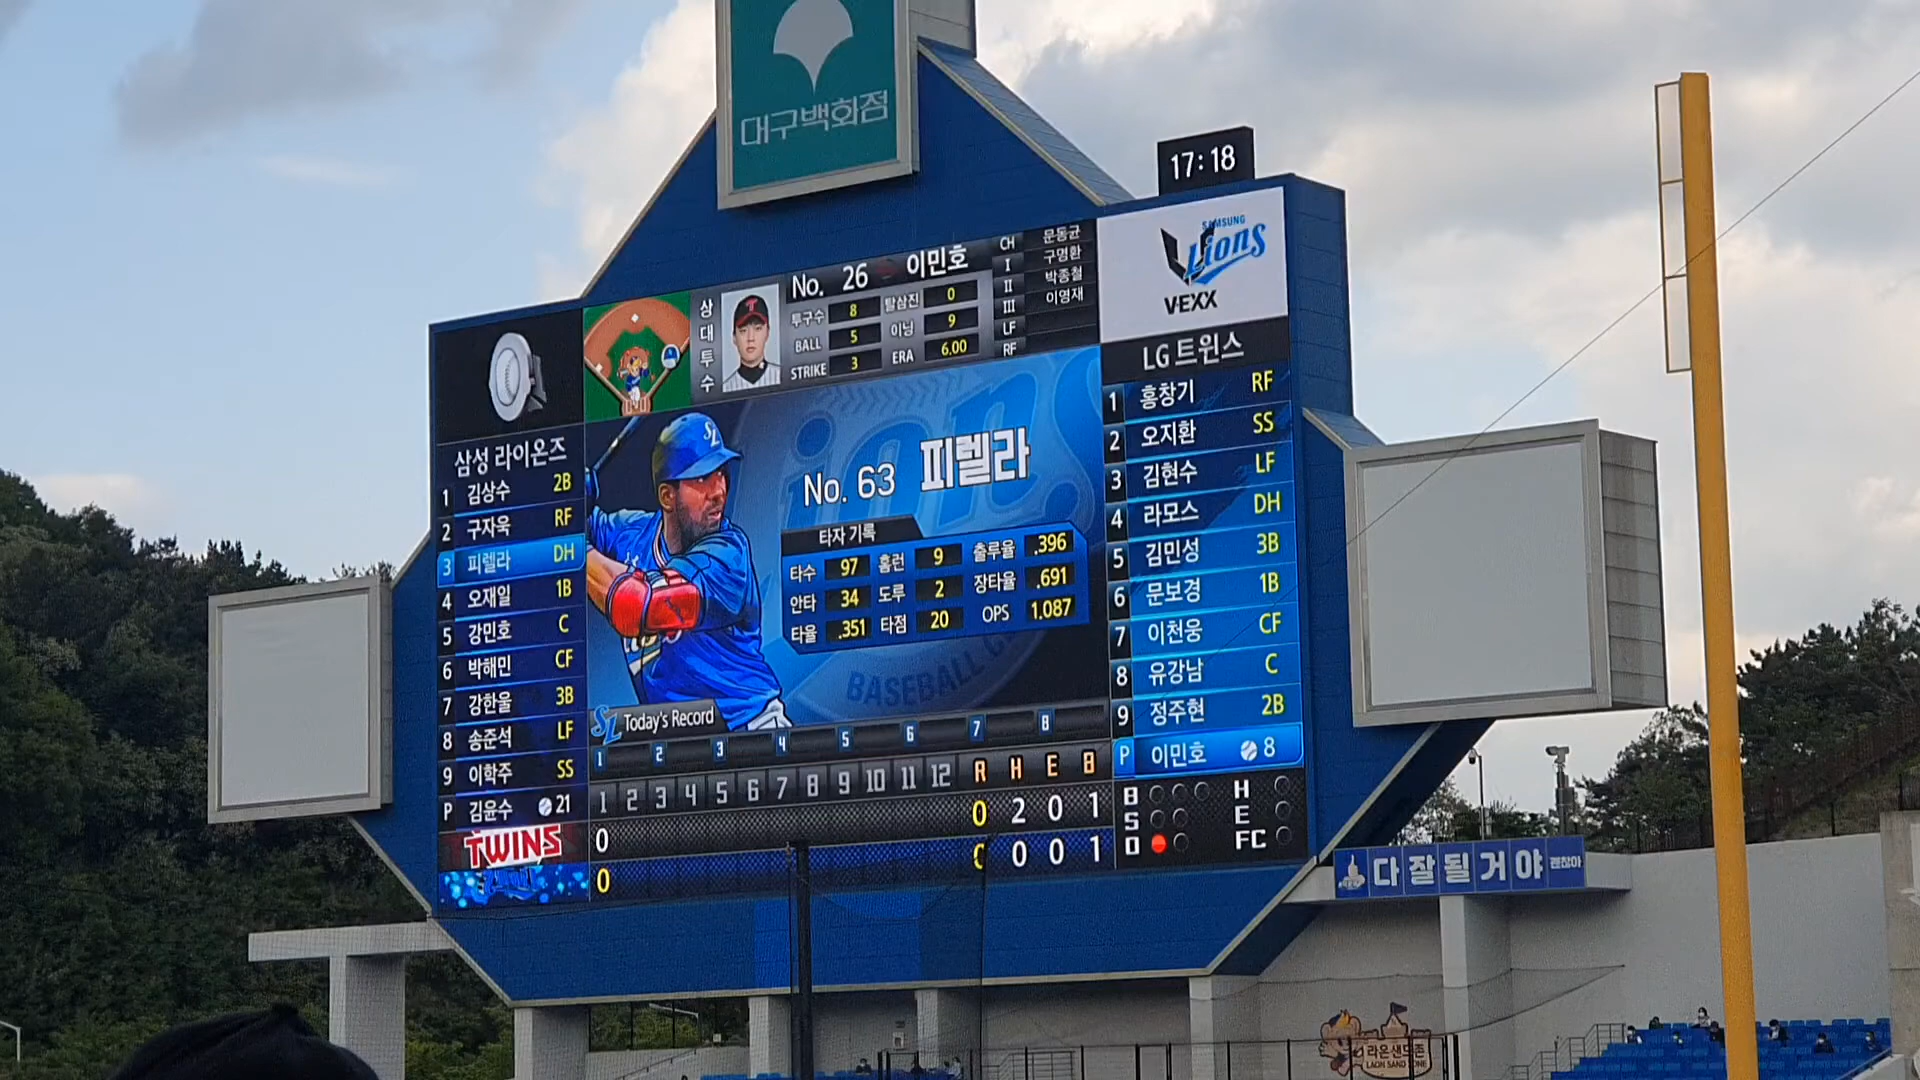 대구백화점
17:18
SAMSUNG
Lions
VEXX
No. 26 이민호
상대투수
투구수 8 탈삼진 0
BALL 5 이닝 9
STRIKE 3 ERA 6.00
CH 문동균
I 구명환
II 박종철
III 이영재
LF
RF
삼성 라이온즈
1 김상수 2B
2 구자욱 RF
3 피렐라 DH
4 오재일 1B
5 강민호 C
6 박해민 CF
7 강한울 3B
8 송준석 LF
9 이학주 SS
P 김윤수 21
No. 63 피렐라
타자 기록
타수 97 홈런 9 출루율 .396
안타 34 도루 2 장타율 .691
타율 .351 타점 20 OPS 1.087
BASEBALL
SL Today's Record
1 2 3 4 5 6 7 8
LG 트윈스
1 홍창기 RF
2 오지환 SS
3 김현수 LF
4 라모스 DH
5 김민성 3B
6 문보경 1B
7 이천웅 CF
8 유강남 C
9 정주현 2B
P 이민호 8
1 2 3 4 5 6 7 8 9 10 11 12 R H E B
TWINS 0 0 2 0 1
0 0 0 0 1
B H
S E
O FC
다 잘 될 거 야 괜찮아
라온샌드존
LAON SAND ZONE